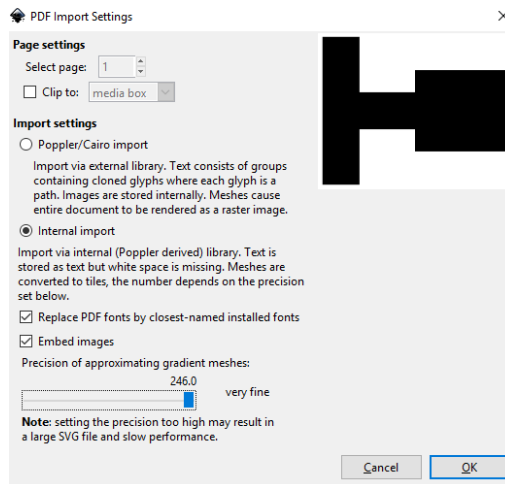 PDF Import Settings
Page settings
Select page: 1
Clip to: media box
Import settings
Poppler/Cairo import
Import via external library. Text consists of groups
containing cloned glyphs where each glyph is a
path. Images are stored internally. Meshes cause
entire document to be rendered as a raster image.
Internal import
Import via internal (Poppler derived) library. Text is
stored as text but white space is missing. Meshes are
converted to tiles, the number depends on the precision
set below.
Replace PDF fonts by closest-named installed fonts
Embed images
Precision of approximating gradient meshes:
246.0
very fine
Note: setting the precision too high may result in
a large SVG file and slow performance.
Cancel OK